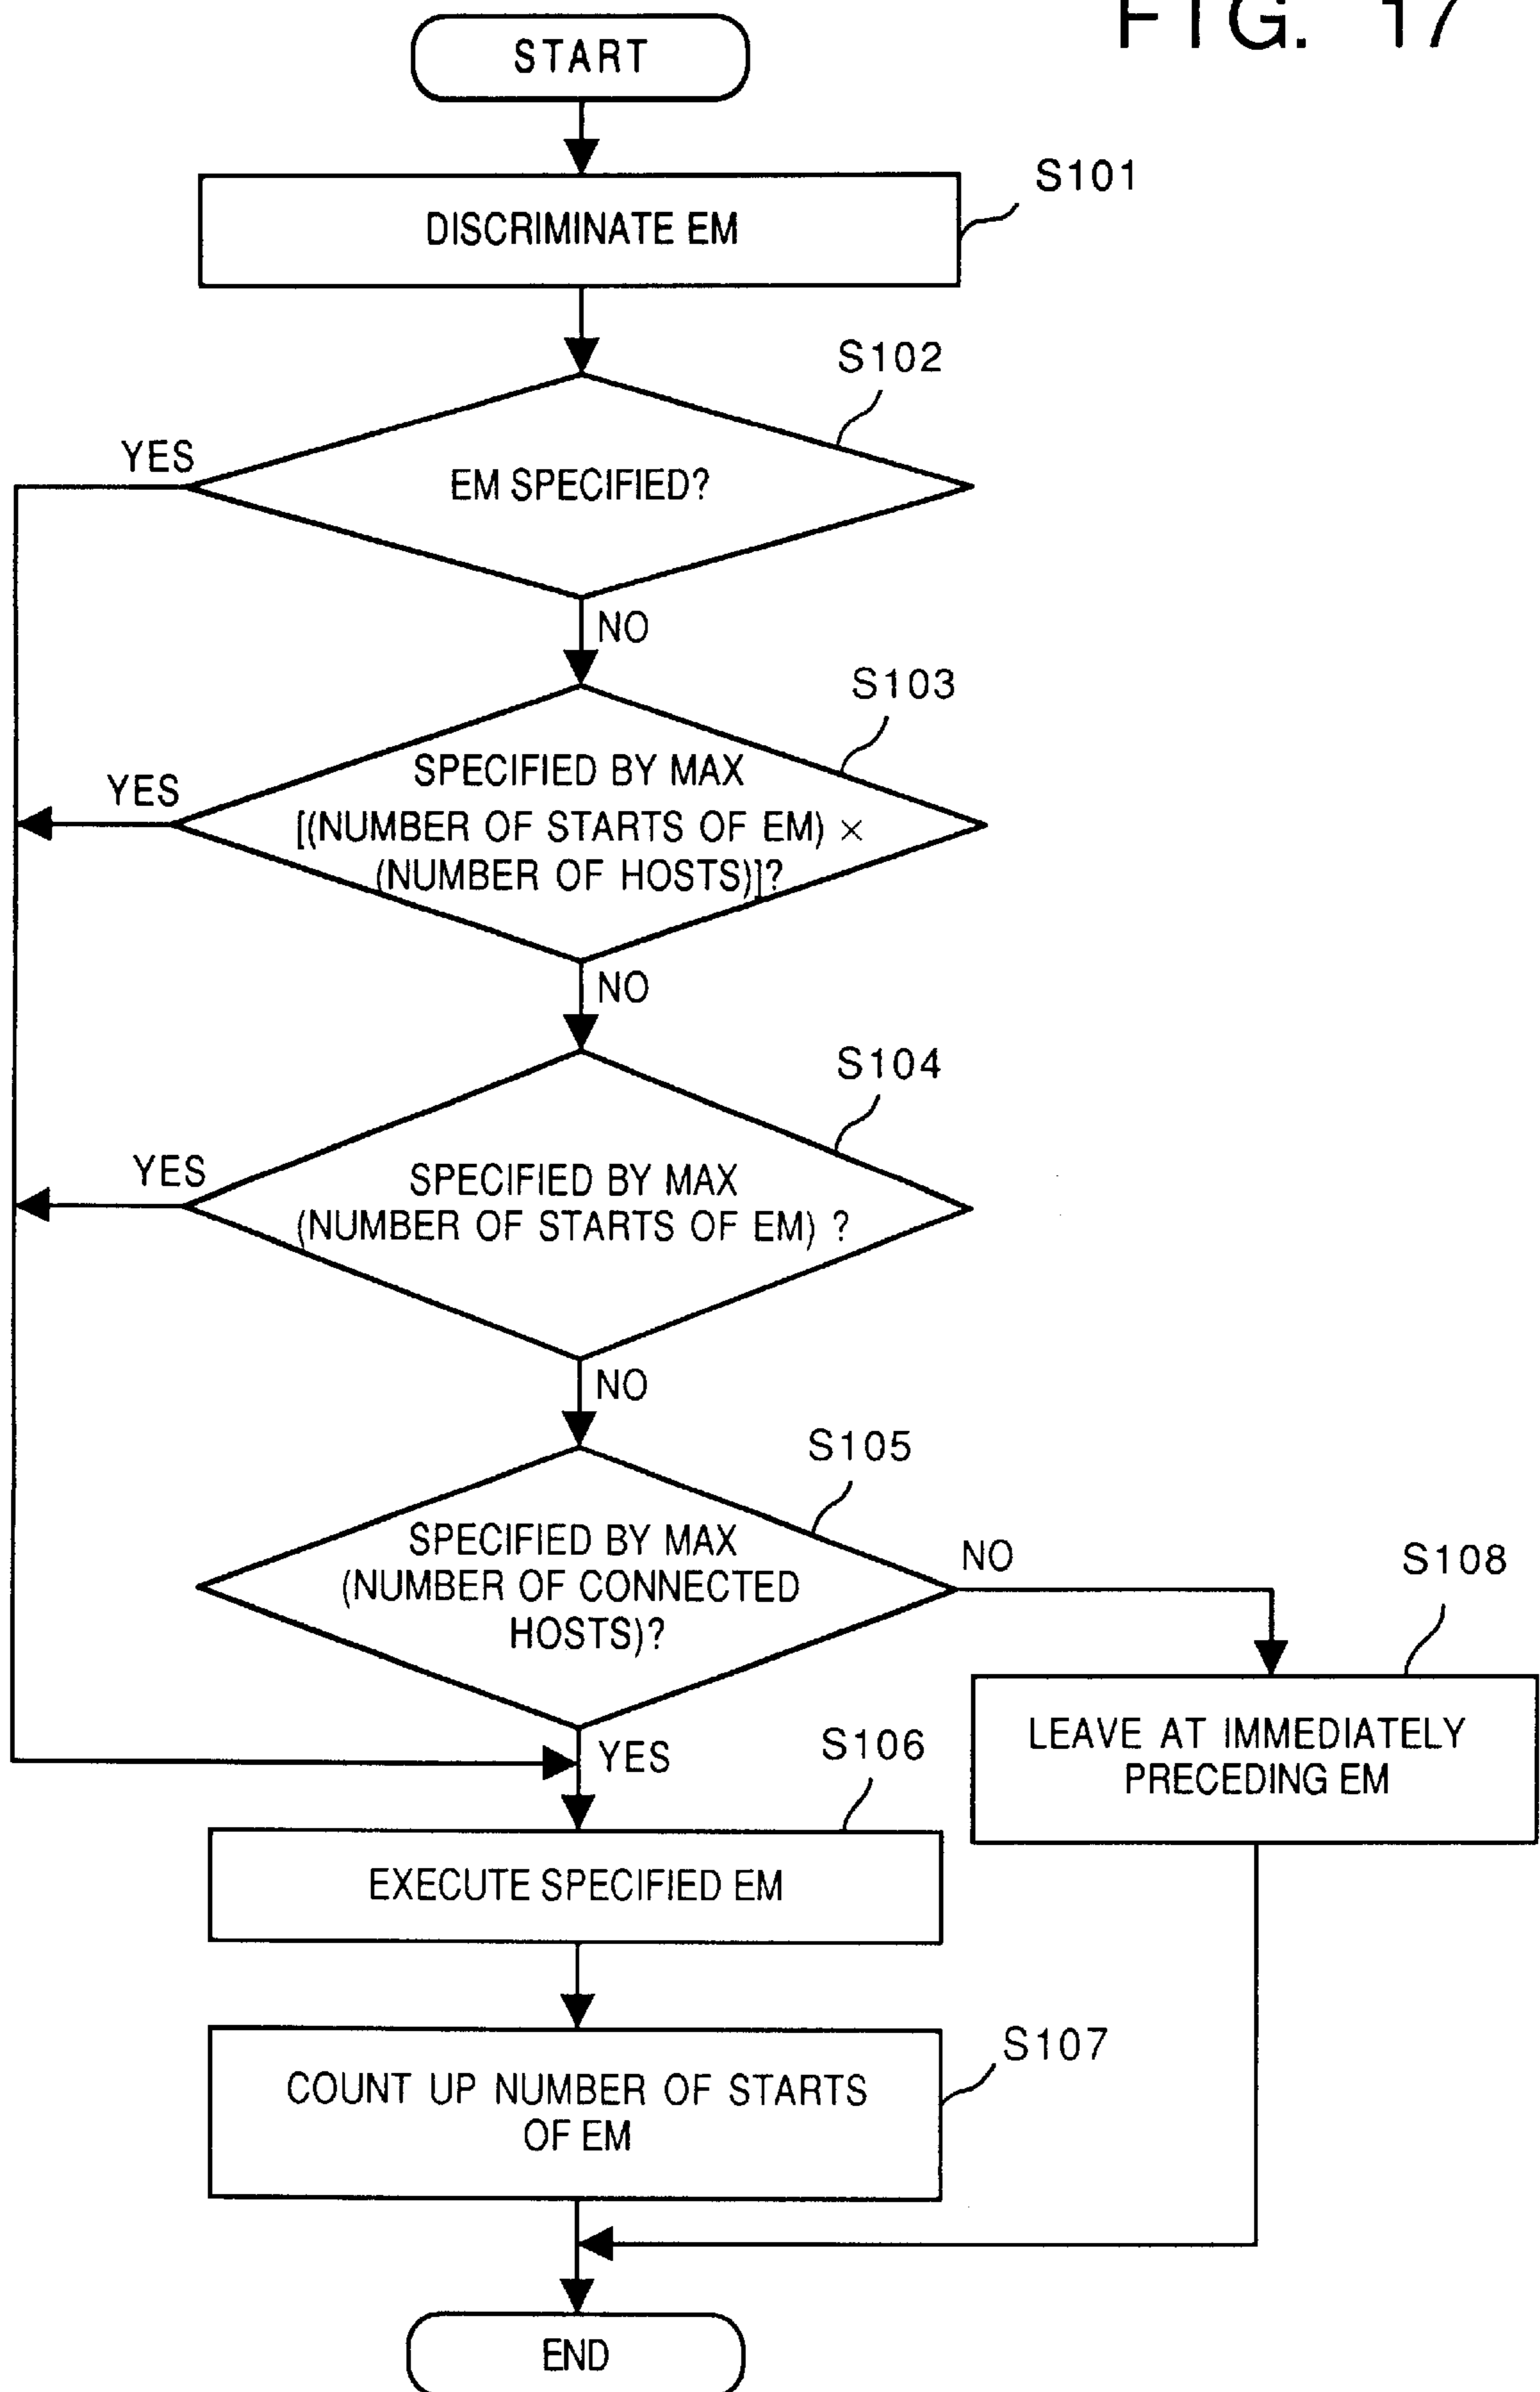 FIG. 17
START
S101
DISCRIMINATE EM
S102
YES
EM SPECIFIED?
NO
S103
SPECIFIED BY MAX
YES
[(NUMBER OF STARTS OF EM) ×
(NUMBER OF HOSTS)]?
NO
S104
YES
SPECIFIED BY MAX
(NUMBER OF STARTS OF EM) ?
NO
S105
SPECIFIED BY MAX
(NUMBER OF CONNECTED
HOSTS)?
NO
S108
LEAVE AT IMMEDIATELY
PRECEDING EM
YES
S106
EXECUTE SPECIFIED EM
S107
COUNT UP NUMBER OF STARTS
OF EM
END